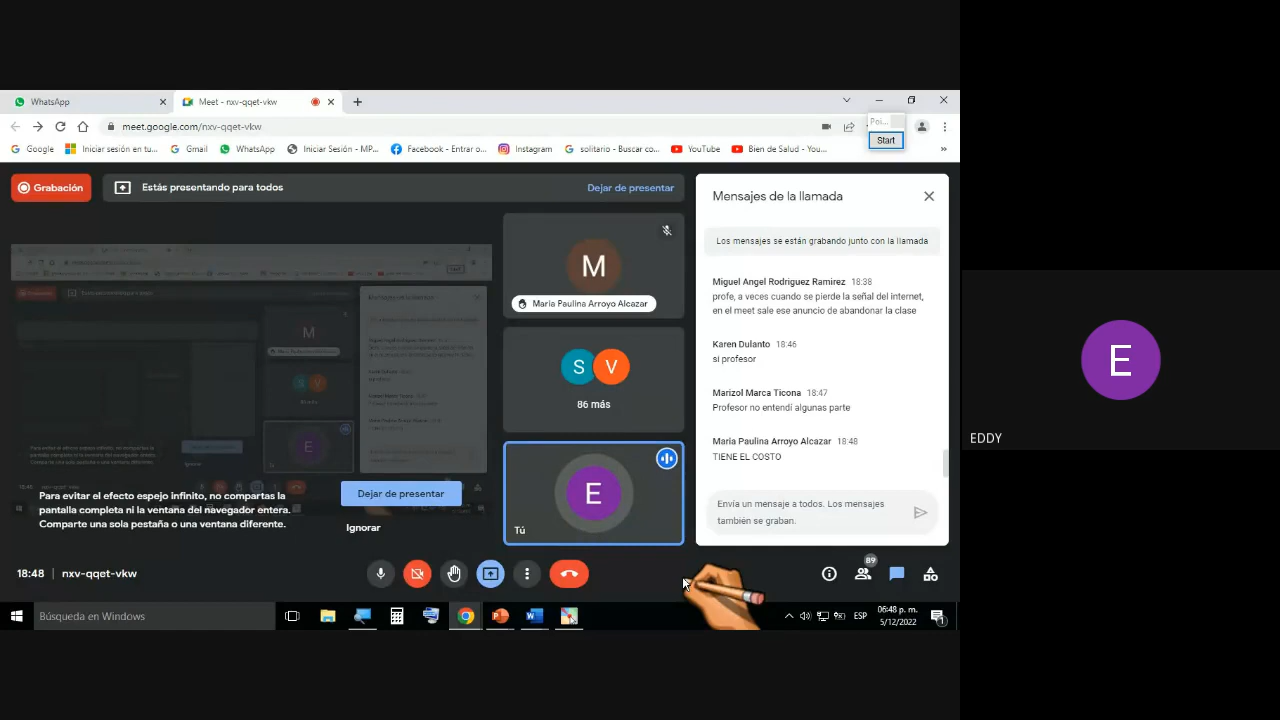 WhatsApp
Meet - nxv-qqet-vkw
meet.google.com/nxv-qqet-vkw
Poi...
Start
Google
Iniciar sesión en tu...
Gmail
WhatsApp
Iniciar Sesión - MP...
Facebook - Entrar o...
Instagram
solitario - Buscar co...
YouTube
Bien de Salud - You...
»
Grabación
Estás presentando para todos
Dejar de presentar
M
Maria Paulina Arroyo Alcazar
S V
86 más
E
Tú
Para evitar el efecto espejo infinito, no compartas la
pantalla completa ni la ventana del navegador entera.
Comparte una sola pestaña o una ventana diferente.
Dejar de presentar
Ignorar
Mensajes de la llamada
Los mensajes se están grabando junto con la llamada
Miguel Angel Rodriguez Ramirez 18:38
profe, a veces cuando se pierde la señal del internet,
en el meet sale ese anuncio de abandonar la clase
Karen Dulanto 18:46
si profesor
Marizol Marca Ticona 18:47
Profesor no entendí algunas parte
Maria Paulina Arroyo Alcazar 18:48
TIENE EL COSTO
Envía un mensaje a todos. Los mensajes
también se graban.
18:48 | nxv-qqet-vkw
89
Búsqueda en Windows
ESP
06:48 p. m.
5/12/2022
1
E
EDDY